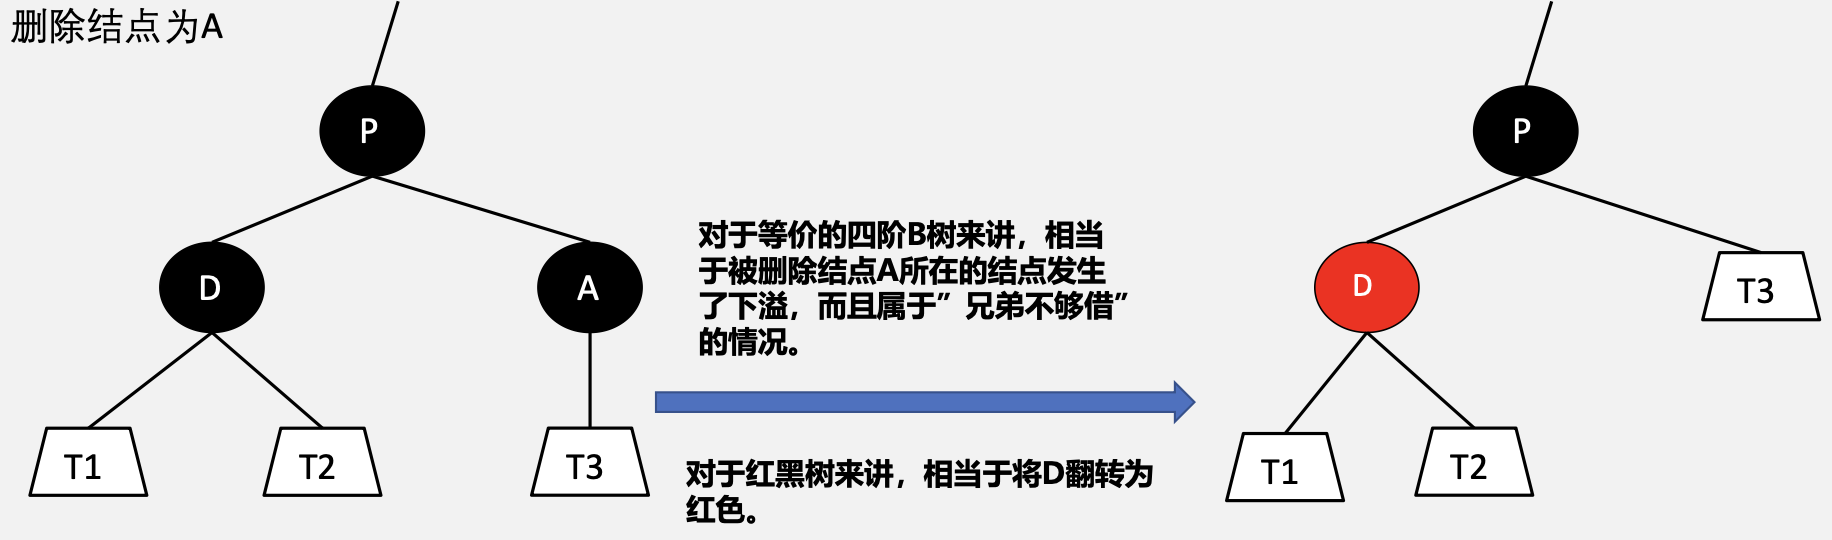 删除结点为A
P
D
A
T1
T2
T3
对于等价的四阶B树来讲，相当
于被删除结点A所在的结点发生
了下溢，而且属于”兄弟不够借”
的情况。
对于红黑树来讲，相当于将D翻转为
红色。
P
D
T3
T1
T2